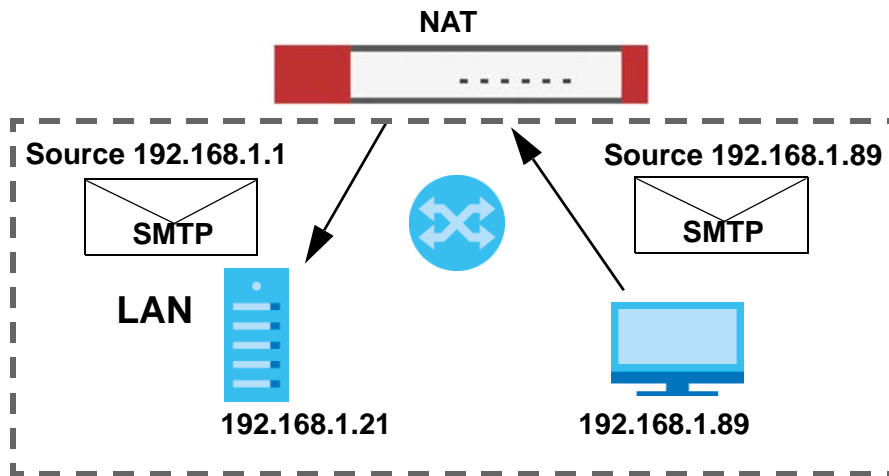 NAT
Source 192.168.1.1
Source 192.168.1.89
SMTP
SMTP
LAN
192.168.1.21
192.168.1.89